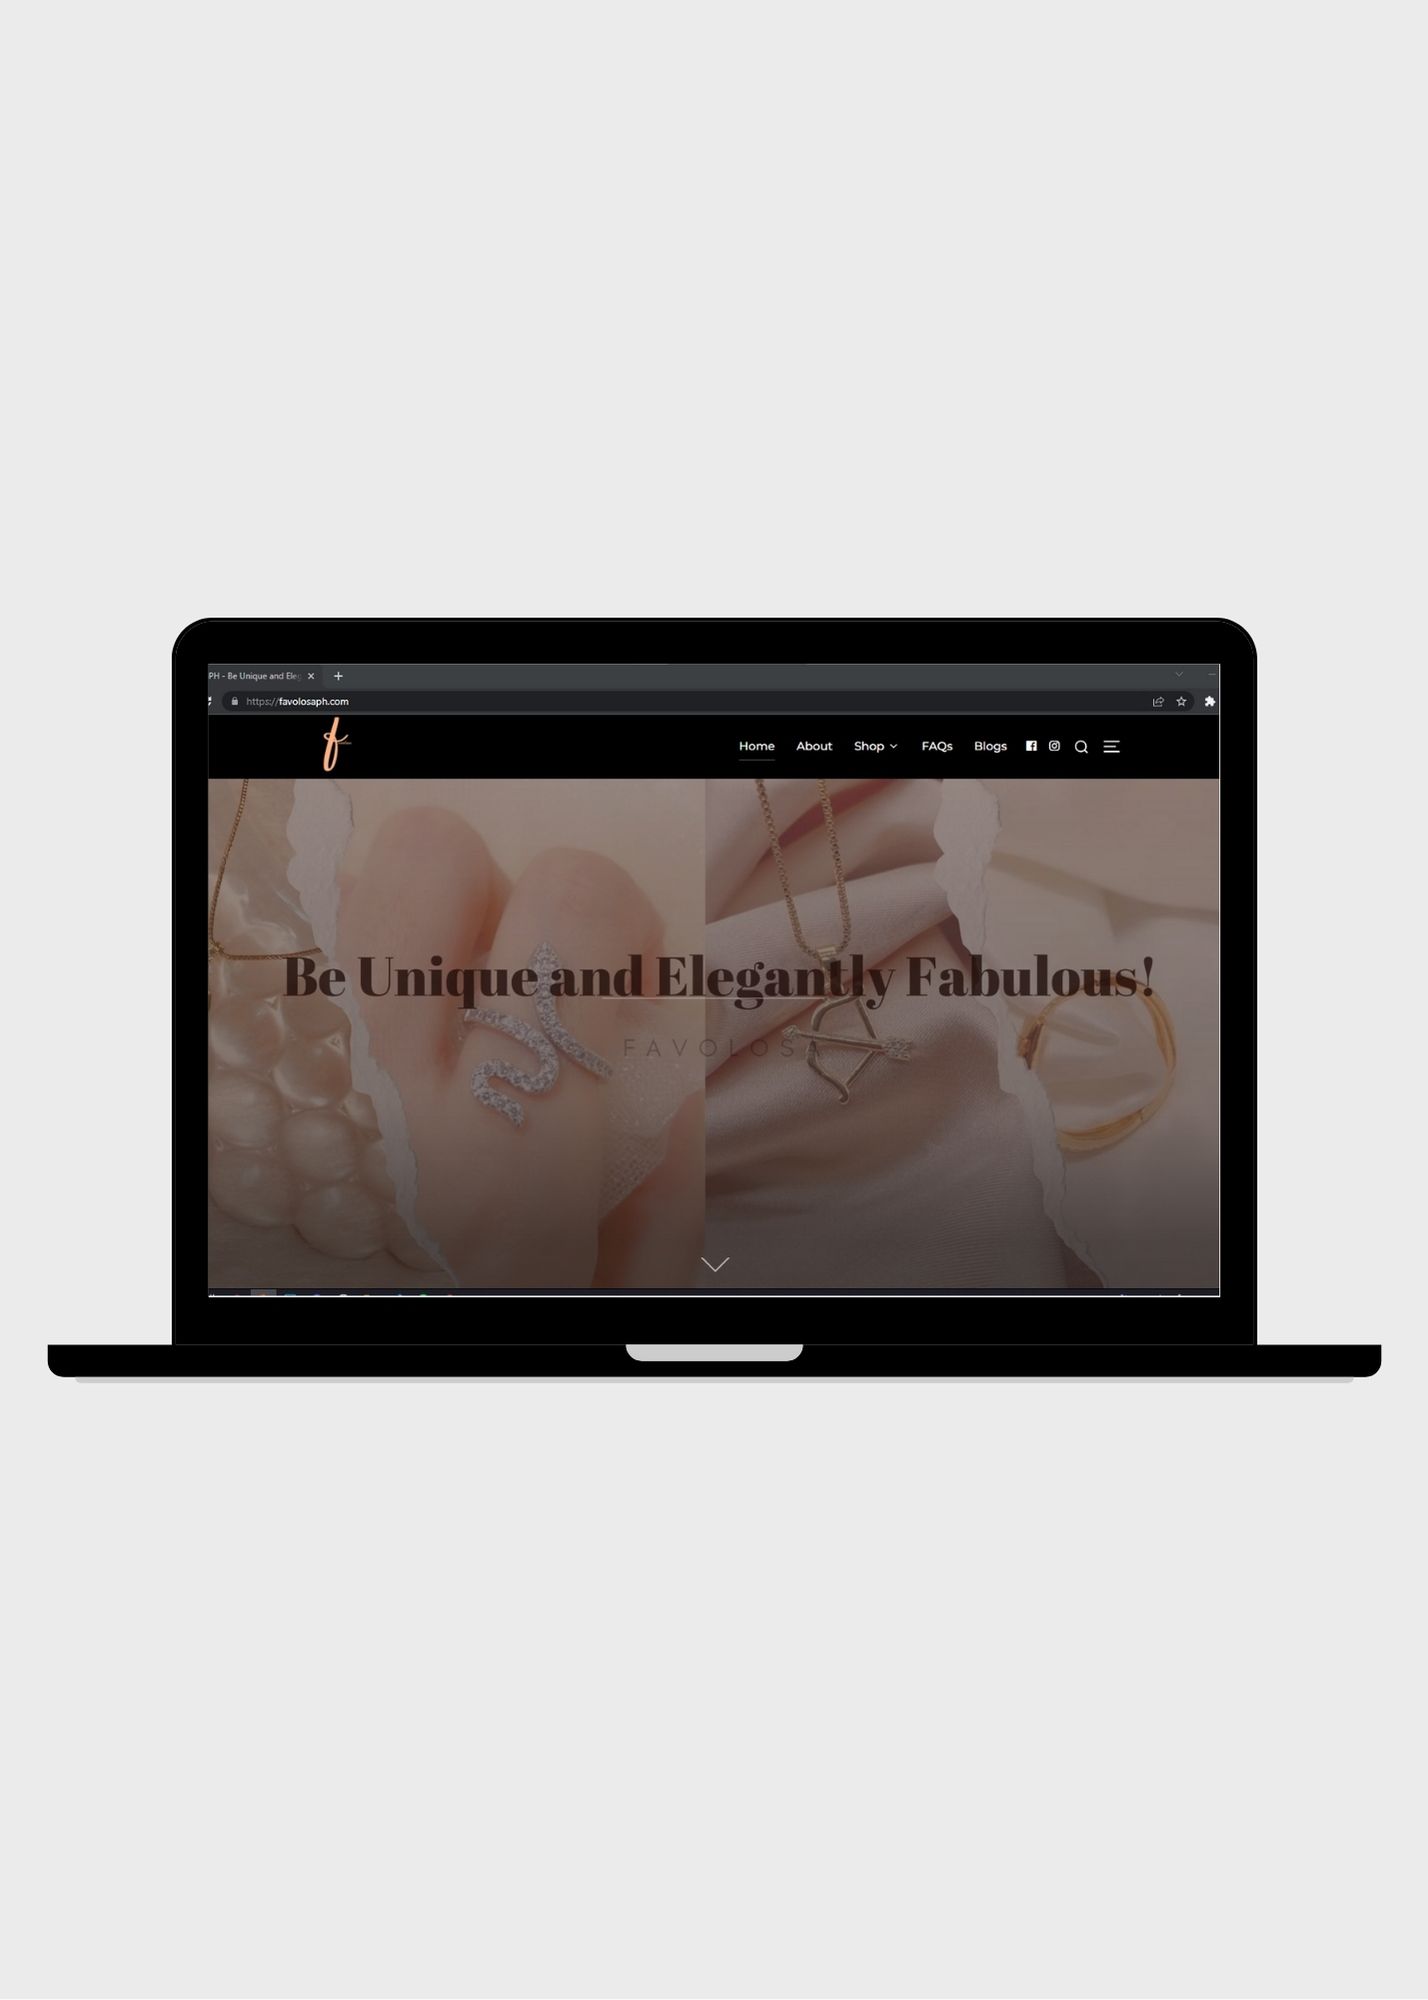 PH - Be Unique and Eleg
https://favolosaph.com
f
Home About Shop FAQs Blogs
Be Unique and Elegantly Fabulous!
FAVOLOSA